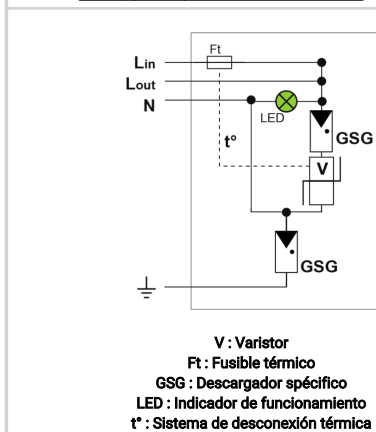 Ft
Lin
Lout
N
LED
GSG
t°
V
GSG
V : Varistor
Ft : Fusible térmico
GSG : Descargador spécifico
LED : Indicador de funcionamiento
t° : Sistema de desconexión térmica